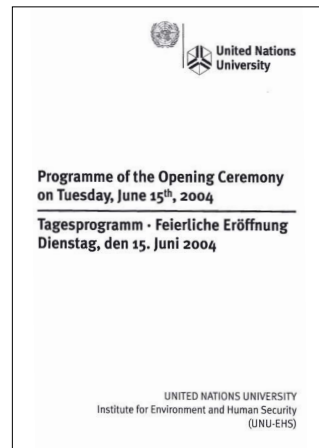 United Nations
University
Programme of the Opening Ceremony
on Tuesday, June 15th, 2004
Tagesprogramm · Feierliche Eröffnung
Dienstag, den 15. Juni 2004
UNITED NATIONS UNIVERSITY
Institute for Environment and Human Security
(UNU-EHS)